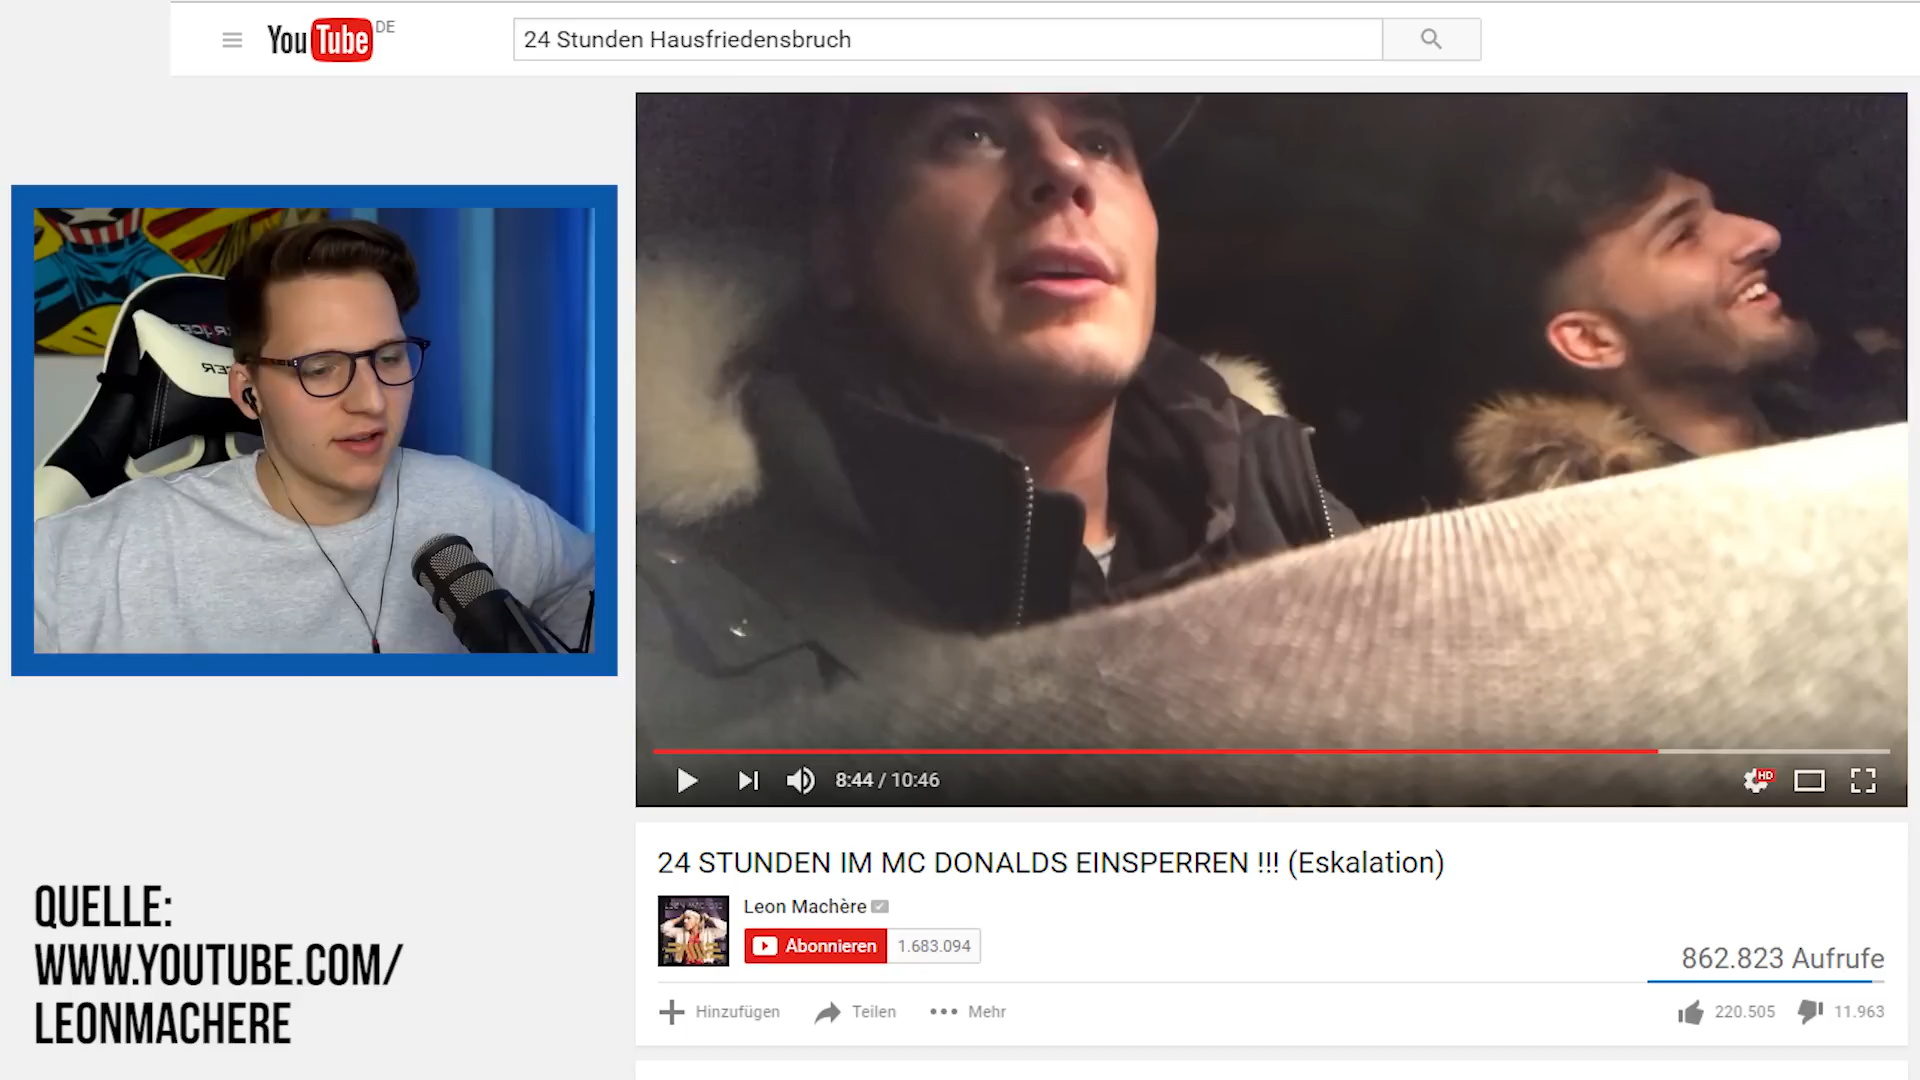 YouTube DE
24 Stunden Hausfriedensbruch
8:44 / 10:46
HD
24 STUNDEN IM MC DONALDS EINSPERREN !!! (Eskalation)
Leon Machère
Abonnieren 1.683.094
862.823 Aufrufe
Hinzufügen Teilen Mehr
220.505 11.963
QUELLE:
WWW.YOUTUBE.COM/
LEONMACHERE